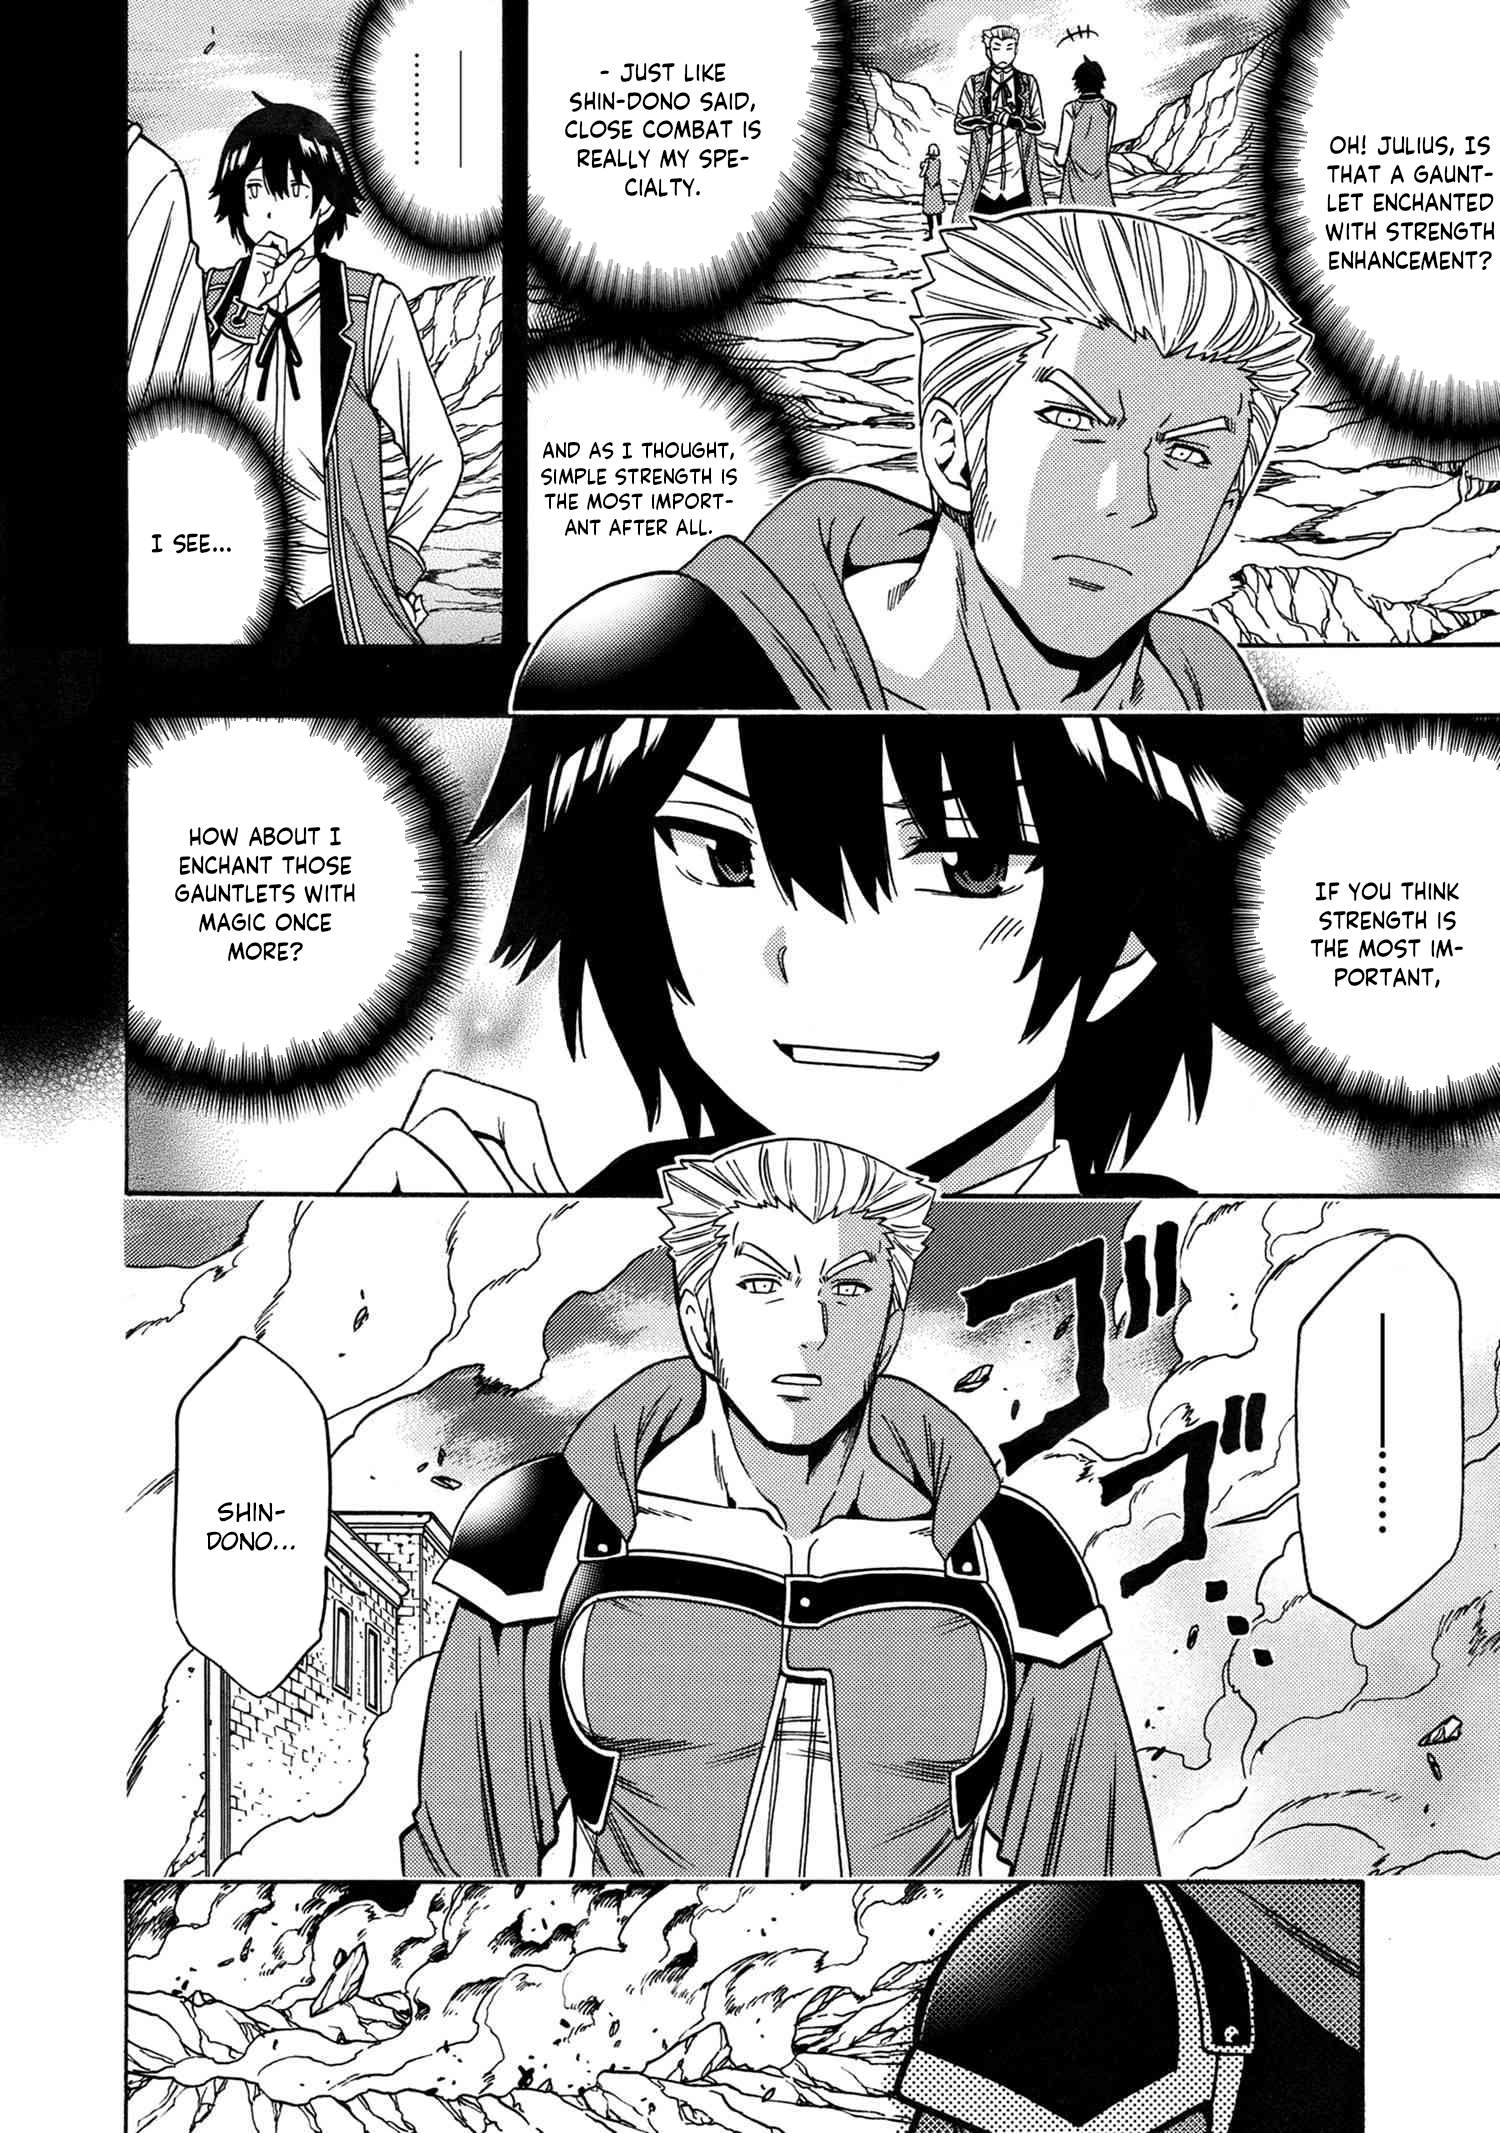 OH! JULIUS, IS
THAT A GAUNT-
LET ENCHANTED
WITH STRENGTH
ENHANCEMENT?
- JUST LIKE
SHIN-DONO SAID,
CLOSE COMBAT IS
REALLY MY SPE-
CIALTY.
AND AS I THOUGHT,
SIMPLE STRENGTH IS
THE MOST IMPORT-
ANT AFTER ALL.
—………
I SEE...
IF YOU THINK
STRENGTH IS
THE MOST IM-
PORTANT,
HOW ABOUT I
ENCHANT THOSE
GAUNTLETS WITH
MAGIC ONCE
MORE?
——……
ゴゴ
SHIN-
DONO...